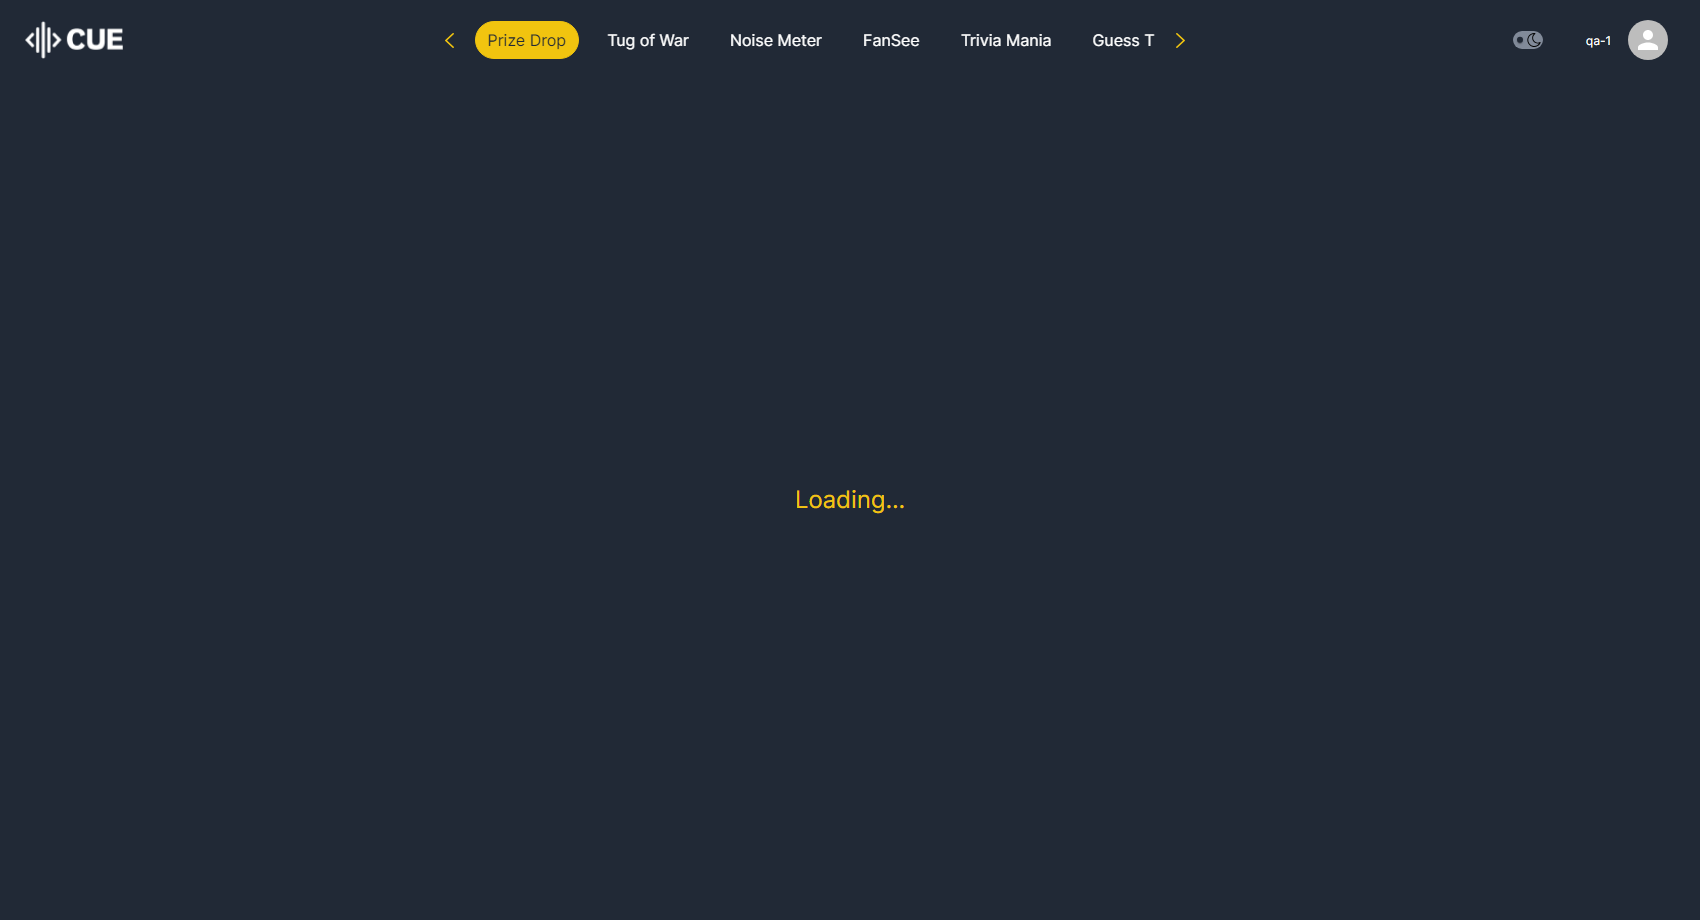 CUE
Prize Drop Tug of War Noise Meter FanSee Trivia Mania Guess T
qa-1
Loading...